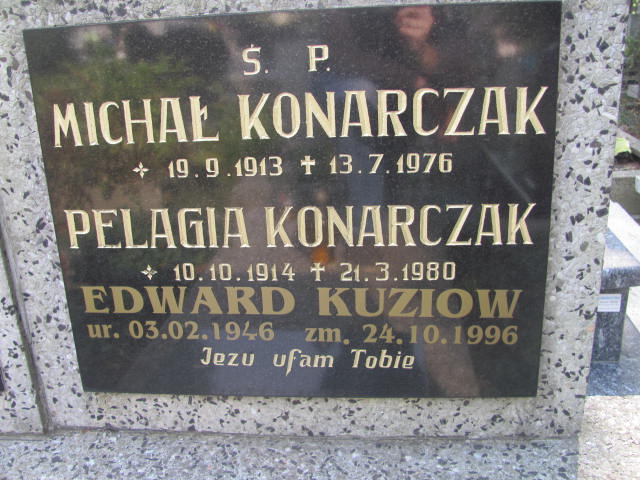 Ś. P.
MICHAŁ KONARCZAK
19.9.1913 ✝ 13.7.1976
PELAGIA KONARCZAK
10.10.1914 ✝ 21.3.1980
EDWARD KUZIOW
ur. 03.02.1946 zm. 24.10.1996
Jezu ufam Tobie